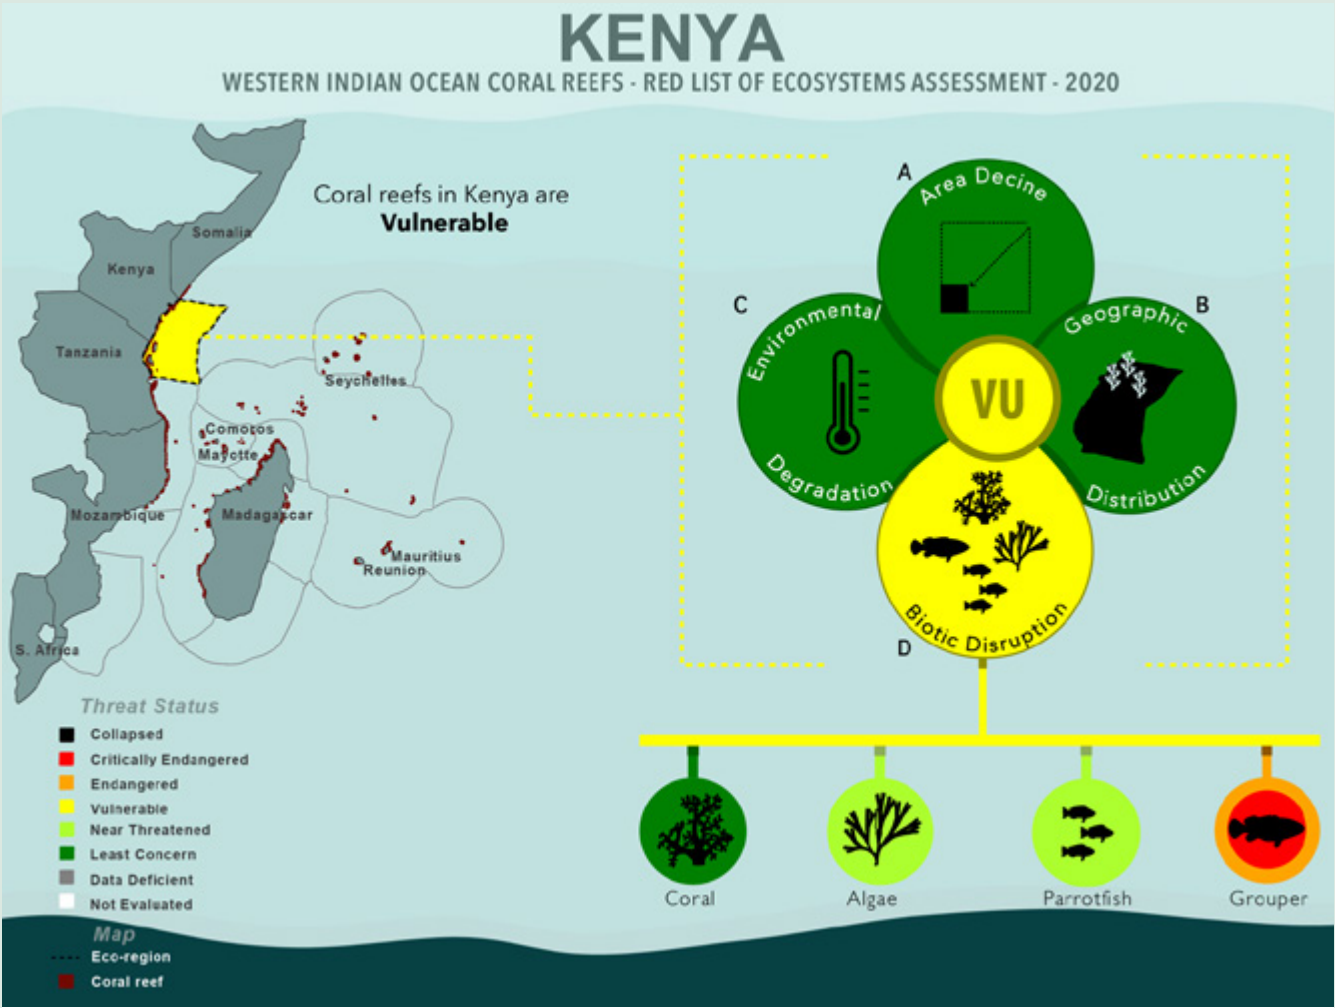 KENYA
WESTERN INDIAN OCEAN CORAL REEFS - RED LIST OF ECOSYSTEMS ASSESSMENT - 2020
Coral reefs in Kenya are
Vulnerable
Somalia
Kenya
Tanzania
Seychelles
Comoros
Mayotte
Mozambique
Madagascar
Mauritius
Reunion
S. Africa
A
Area Decine
C
Environmental
Degradation
B
Geographic
Distribution
VU
Biotic Disruption
D
Threat Status
Collapsed
Critically Endangered
Endangered
Vulnerable
Near Threatened
Least Concern
Data Deficient
Not Evaluated
Map
Eco-region
Coral reef
Coral
Algae
Parrotfish
Grouper